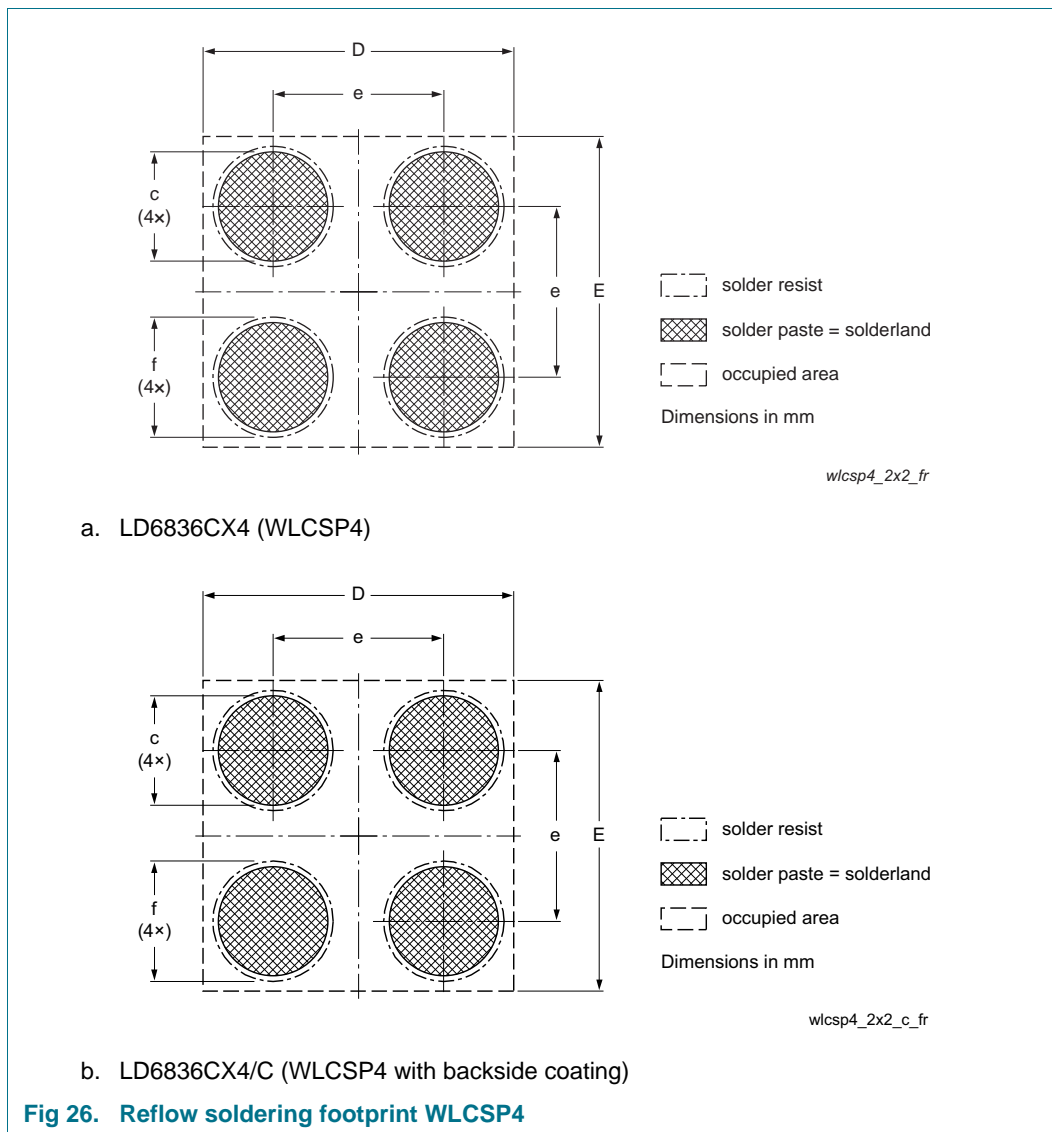 D
e
c
(4×)
f
(4×)
e
E
solder resist
solder paste = solderland
occupied area
Dimensions in mm
wlcsp4_2x2_fr
a. LD6836CX4 (WLCSP4)
D
e
c
(4×)
f
(4×)
e
E
solder resist
solder paste = solderland
occupied area
Dimensions in mm
wlcsp4_2x2_c_fr
b. LD6836CX4/C (WLCSP4 with backside coating)
Fig 26. Reflow soldering footprint WLCSP4